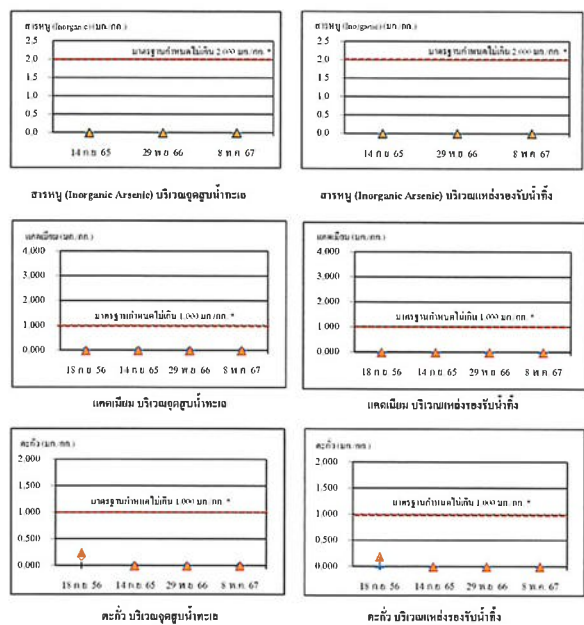 สารหนู (Inorganic) (มก./กก.)
มาตรฐานกำหนดไม่เกิน 2.000 มก./กก. *
2.5
2.0
1.5
1.0
0.5
0.0
14 ก.ย 65 29 พ.ย 66 8 พ.ค 67
สารหนู (Inorganic Arsenic) บริเวณจุดสูบน้ำทะเล
สารหนู (Inorganic) (มก./กก.)
มาตรฐานกำหนดไม่เกิน 2.000 มก./กก. *
2.5
2.0
1.5
1.0
0.5
0.0
14 ก.ย 65 29 พ.ย 66 8 พ.ค 67
สารหนู (Inorganic Arsenic) บริเวณแหล่งรองรับน้ำทิ้ง
แคดเมียม (มก./กก.)
4.000
3.000
2.000
มาตรฐานกำหนดไม่เกิน 1.000 มก./กก. *
1.000
0.000
18 ก.ย 56 14 ก.ย 65 29 พ.ย 66 8 พ.ค 67
แคดเมียม บริเวณจุดสูบน้ำทะเล
แคดเมียม (มก./กก.)
4.000
3.000
2.000
มาตรฐานกำหนดไม่เกิน 1.000 มก./กก. *
1.000
0.000
18 ก.ย 56 14 ก.ย 65 29 พ.ย 66 8 พ.ค 67
แคดเมียม บริเวณแหล่งรองรับน้ำทิ้ง
ตะกั่ว (มก./กก.)
2.000
มาตรฐานกำหนดไม่เกิน 1.000 มก./กก. *
1.000
0.000
18 ก.ย 56 14 ก.ย 65 29 พ.ย 66 8 พ.ค 67
ตะกั่ว บริเวณจุดสูบน้ำทะเล
ตะกั่ว (มก./กก.)
2.000
มาตรฐานกำหนดไม่เกิน 1.000 มก./กก. *
1.000
0.000
18 ก.ย 56 14 ก.ย 65 29 พ.ย 66 8 พ.ค 67
ตะกั่ว บริเวณแหล่งรองรับน้ำทิ้ง